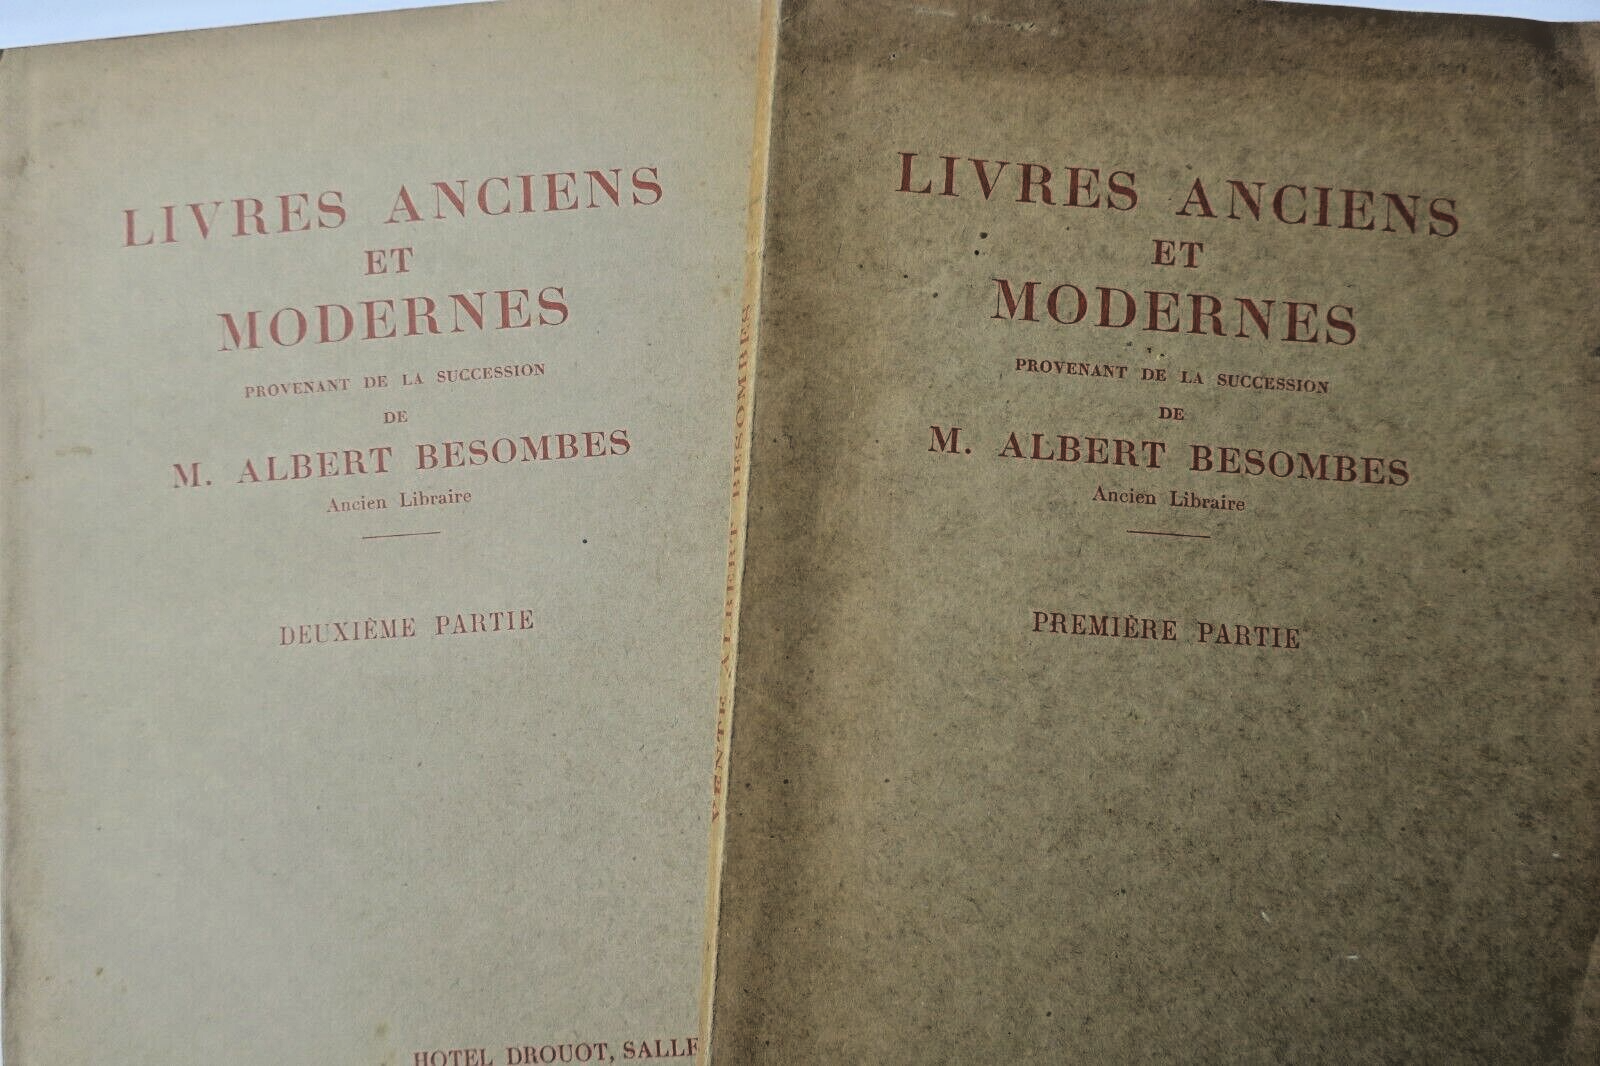 LIVRES ANCIENS
ET
MODERNES
PROVENANT DE LA SUCCESSION
DE
M. ALBERT BESOMBES
Ancien Libraire
DEUXIÈME PARTIE
HOTEL DROUOT, SALLE
VENTE ALBERT BESOMBES
LIVRES ANCIENS
ET
MODERNES
PROVENANT DE LA SUCCESSION
DE
M. ALBERT BESOMBES
Ancien Libraire
PREMIÈRE PARTIE